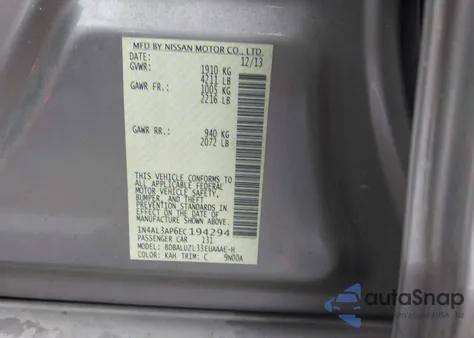 MFD BY NISSAN MOTOR CO., LTD.
DATE: 12/13
GVWR: 1910 KG
4211 LB
GAWR FR.: 1005 KG
2216 LB
GAWR RR.: 940 KG
2072 LB
THIS VEHICLE CONFORMS TO
ALL APPLICABLE FEDERAL
MOTOR VEHICLE SAFETY,
BUMPER, AND THEFT
PREVENTION STANDARDS
IN EFFECT ON THE DATE OF
MANUFACTURE SHOWN ABOVE.
1N4AL3AP6EC194294
PASSENGER CAR 131
MODEL: BDBALUZL33EUAAAE-H
COLOR: KAH TRIM: C 9N00A
autoSnap